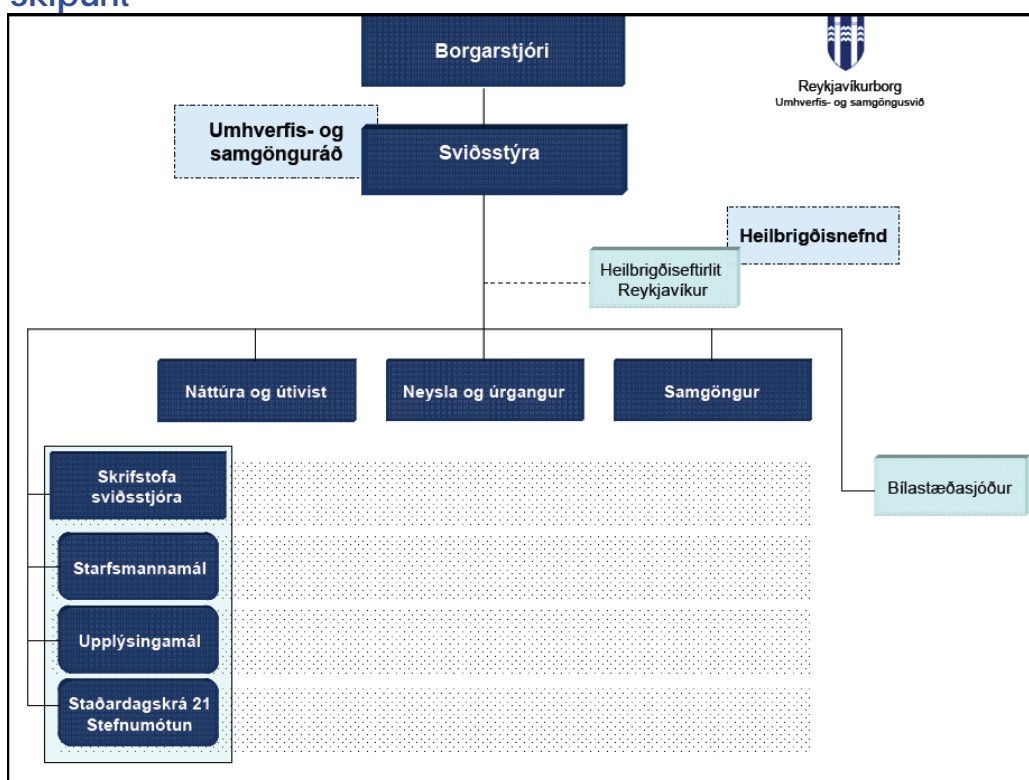 skipurit
Borgarstjóri
Reykjavíkurborg
Umhverfis- og samgöngusvið
Umhverfis- og
samgönguráð
Sviðsstýra
Heilbrigðisnefnd
Heilbrigðiseftirlit
Reykjavíkur
Náttúra og útivist
Neysla og úrgangur
Samgöngur
Skrifstofa
sviðsstjóra
Bílastæðasjóður
Starfsmannamál
Upplýsingamál
Staðardagskrá 21
Stefnumótun